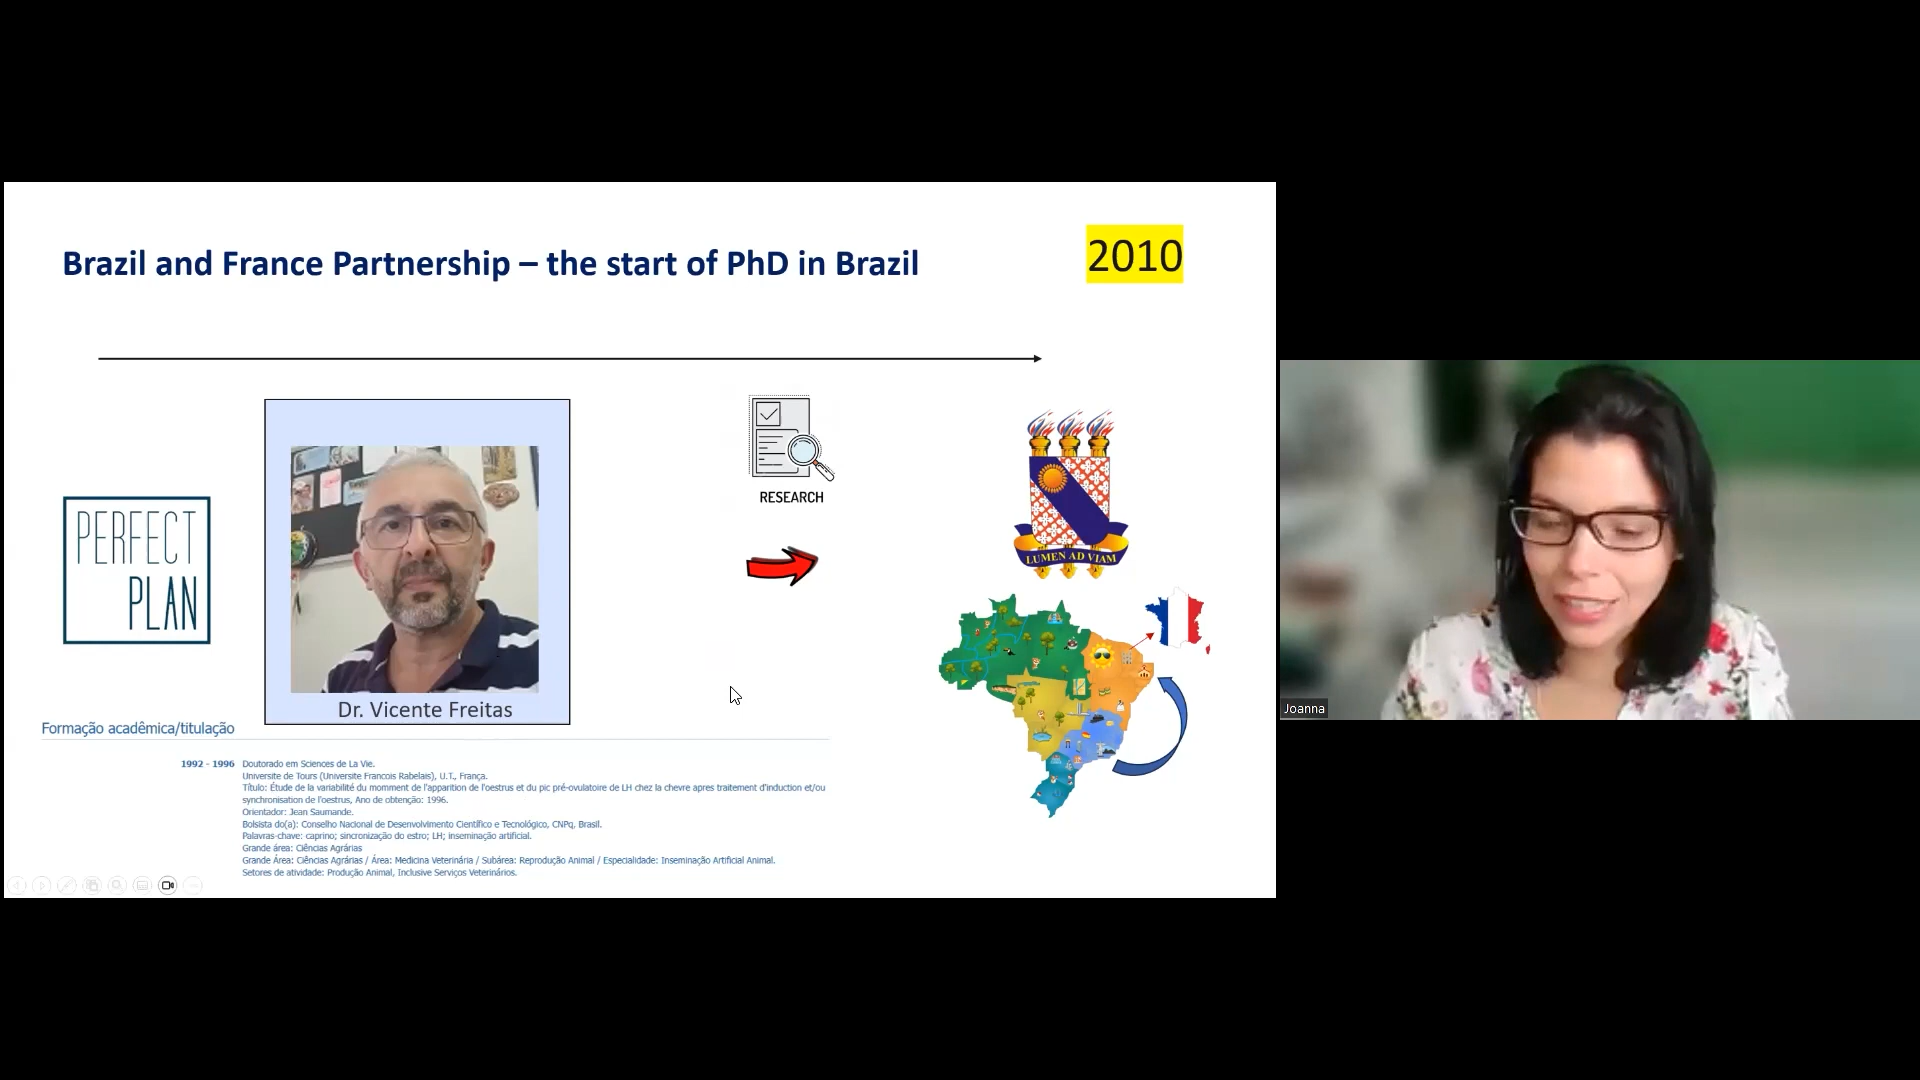 Brazil and France Partnership – the start of PhD in Brazil
2010
RESEARCH
PERFECT
PLAN
LUMEN AD VIAM
Dr. Vicente Freitas
Joanna
Formação acadêmica/titulação
1992 - 1996 Doutorado em Sciences de La Vie.
Universite de Tours (Universite Francois Rabelais), U.T., França.
Título: Étude de la variabilité du momment de l'apparition de l'oestrus et du pic pré-ovulatoire de LH chez la chevre apres traitement d'induction et/ou
synchronisation de l'oestrus, Ano de obtenção: 1996.
Orientador: Jean Saumande.
Bolsista do(a): Conselho Nacional de Desenvolvimento Científico e Tecnológico, CNPq, Brasil.
Palavras-chave: caprino; sincronização do estro; LH; inseminação artificial.
Grande área: Ciências Agrárias
Grande Área: Ciências Agrárias / Área: Medicina Veterinária / Subárea: Reprodução Animal / Especialidade: Inseminação Artificial Animal.
Setores de atividade: Produção Animal, Inclusive Serviços Veterinários.